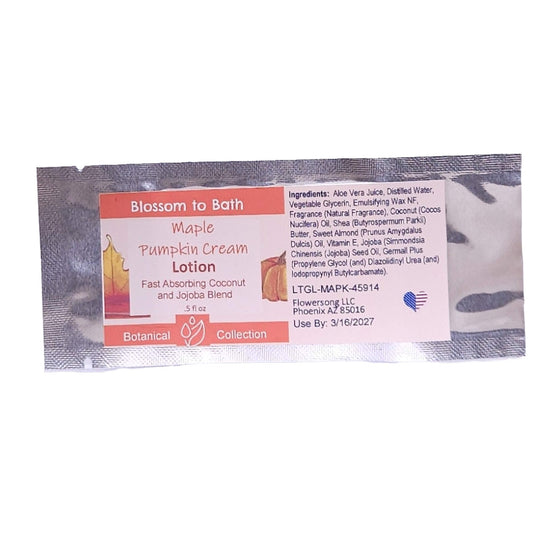 Blossom to Bath
Maple
Pumpkin Cream
Lotion
Fast Absorbing Coconut
and Jojoba Blend
.5 fl oz
Botanical Collection
Ingredients: Aloe Vera Juice, Distilled Water,
Vegetable Glycerin, Emulsifying Wax NF,
Fragrance (Natural Fragrance), Coconut (Cocos
Nucifera) Oil, Shea (Butyrospermum Parkii)
Butter, Sweet Almond (Prunus Amygdalus
Dulcis) Oil, Vitamin E, Jojoba (Simmondsia
Chinensis (Jojoba) Seed Oil, Germall Plus
(Propylene Glycol (and) Diazolidinyl Urea (and)
Iodopropynyl Butylcarbamate).
LTGL-MAPK-45914
Flowersong LLC
Phoenix AZ 85016
Use By: 3/16/2027